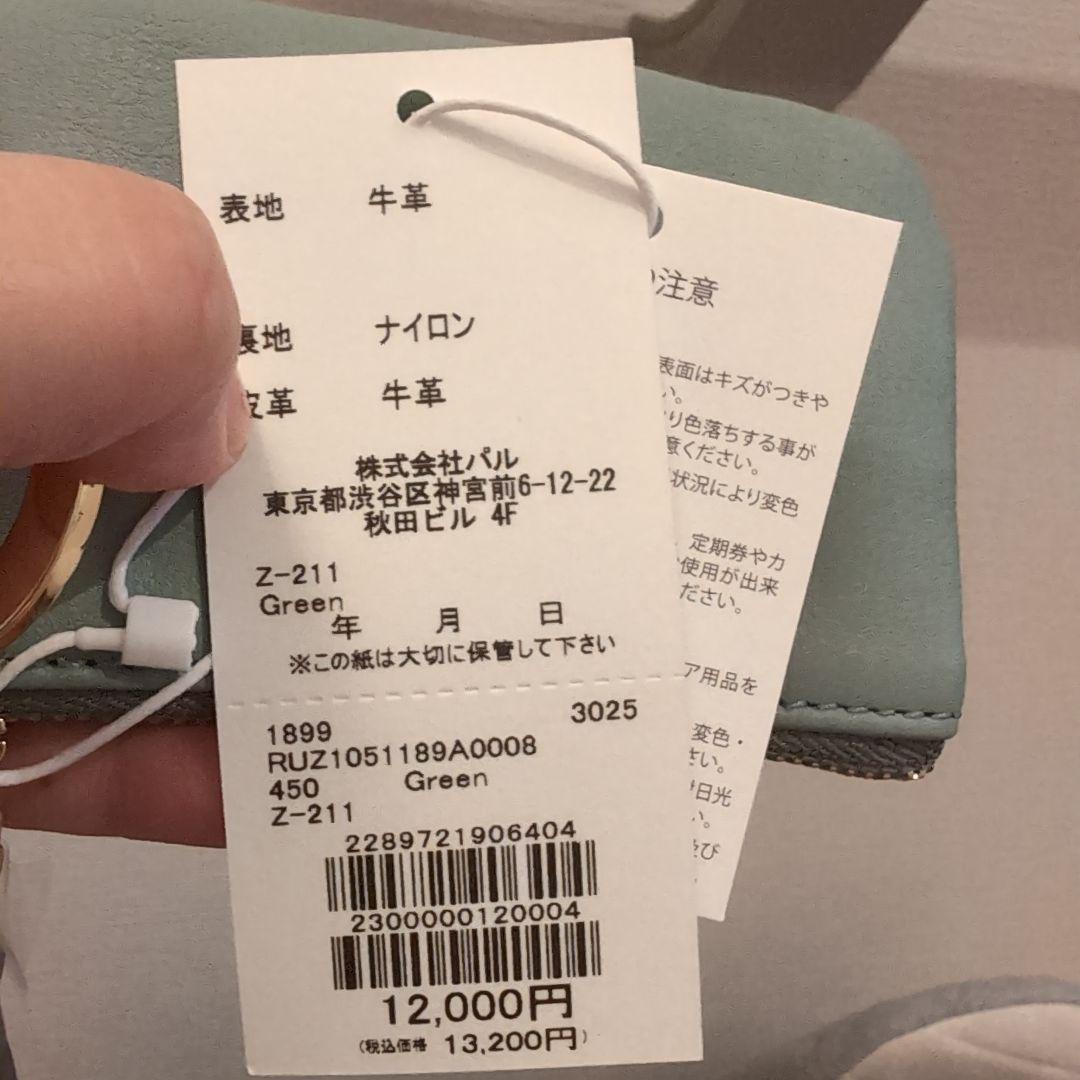 表地 牛革
裏地 ナイロン
皮革 牛革
株式会社パル
東京都渋谷区神宮前6-12-22
秋田ビル 4F
Z-211
Green
年 月 日
※この紙は大切に保管して下さい
1899 3025
RUZ1051189A0008
450 Green
Z-211
2289721906404
2300000120004
12,000円
(税込価格 13,200円)
注意
表面はキズがつきや
い。
り色落ちする事が
意ください。
状況により変色
定期券やカ
使用が出来
ださい。
ア用品を
変色・
さい。
日光
い。
及び